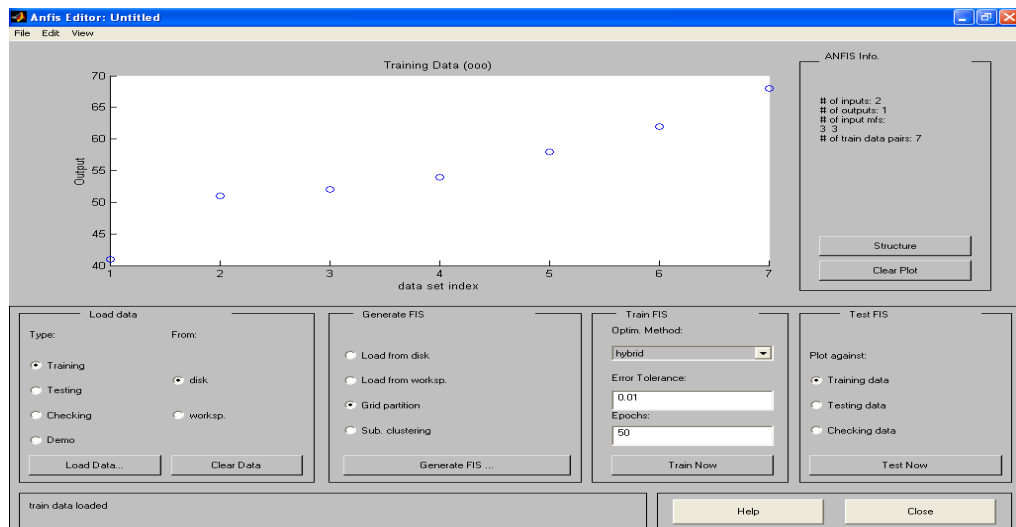 Anfis Editor: Untitled
File Edit View
Training Data (ooo)
70
65
60
55
50
45
40
Output
1 2 3 4 5 6 7
data set index
ANFIS Info.
# of inputs: 2
# of outputs: 1
# of input mfs:
3 3
# of train data pairs: 7
Structure
Clear Plot
Load data
Type: From:
Training
disk
Testing
Checking
worksp.
Demo
Load Data... Clear Data
Generate FIS
Load from disk
Load from worksp.
Grid partition
Sub. clustering
Generate FIS ...
Train FIS
Optim. Method:
hybrid
Error Tolerance:
0.01
Epochs:
50
Train Now
Test FIS
Plot against:
Training data
Testing data
Checking data
Test Now
train data loaded
Help Close